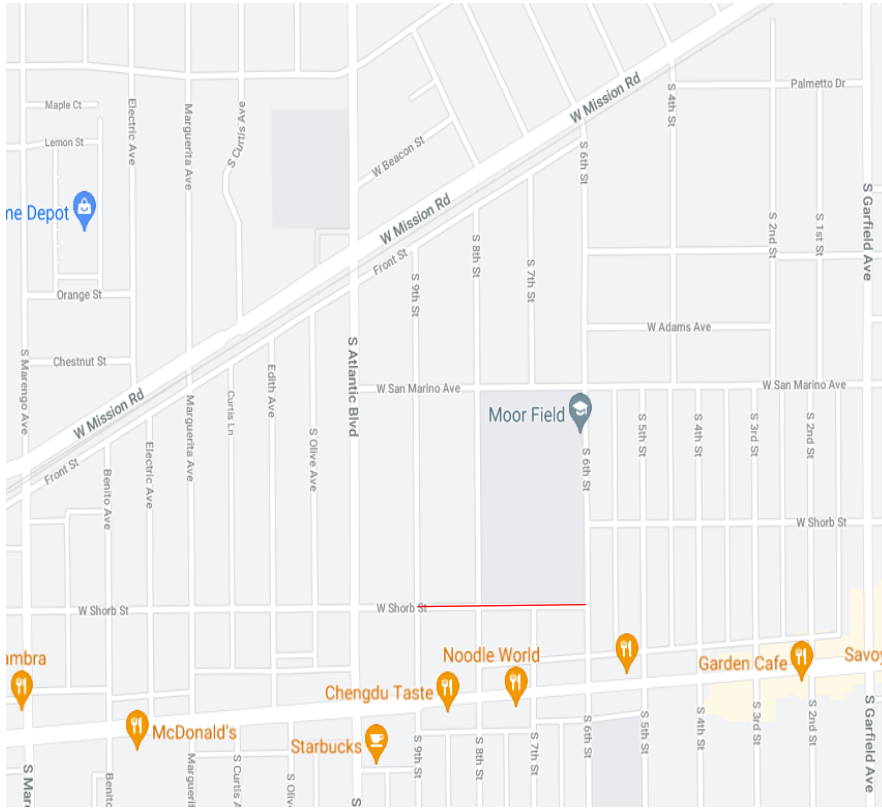 W Mission Rd
Palmetto Dr
S 4th St
Maple Ct
Electric Ave
Marguerita Ave
S Curtis Ave
Lemon St
W Beacon St
S 6th St
me Depot
W Mission Rd
S Garfield Ave
S 2nd St
S 1st St
Front St
S 8th St
S 7th St
S 9th St
Orange St
W Adams Ave
S Atlantic Blvd
S Marengo Ave
Chestnut St
W San Marino Ave
W San Marino Ave
Edith Ave
Curtis Ln
W Mission Rd
Marguerita Ave
Moor Field
S Olive Ave
S 5th St
S 4th St
S 3rd St
S 2nd St
S 6th St
Front St
Benito Ave
Electric Ave
W Shorb St
W Shorb St
W Shorb St
ambra
Noodle World
Garden Cafe
Savoy
Chengdu Taste
McDonald's
Starbucks
S Mar
Benito
Marguerit
S Curtis A
S Oliv
S
S 9th St
S 8th St
S 7th St
S 6th St
S 5th St
S 4th St
S 3rd St
S 2nd St
S Garfield Ave